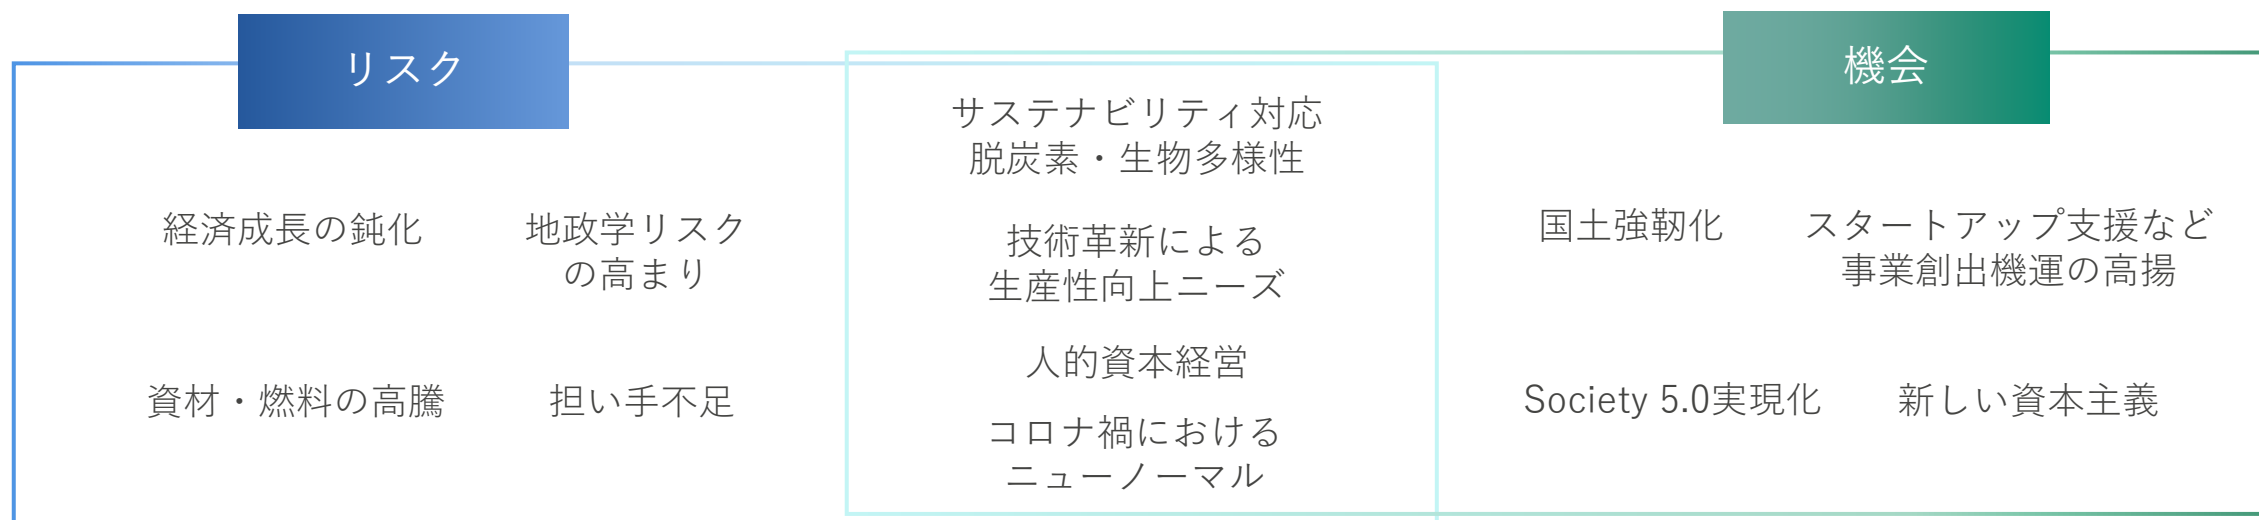 リスク
経済成長の鈍化
地政学リスク
の高まり
資材・燃料の高騰
担い手不足
サステナビリティ対応
脱炭素・生物多様性
技術革新による
生産性向上ニーズ
人的資本経営
コロナ禍における
ニューノーマル
機会
国土強靭化
スタートアップ支援など
事業創出機運の高揚
Society 5.0実現化
新しい資本主義